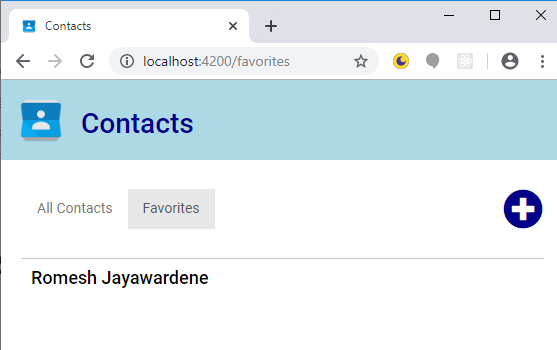 Contacts
localhost:4200/favorites
Contacts
All Contacts Favorites
Romesh Jayawardene